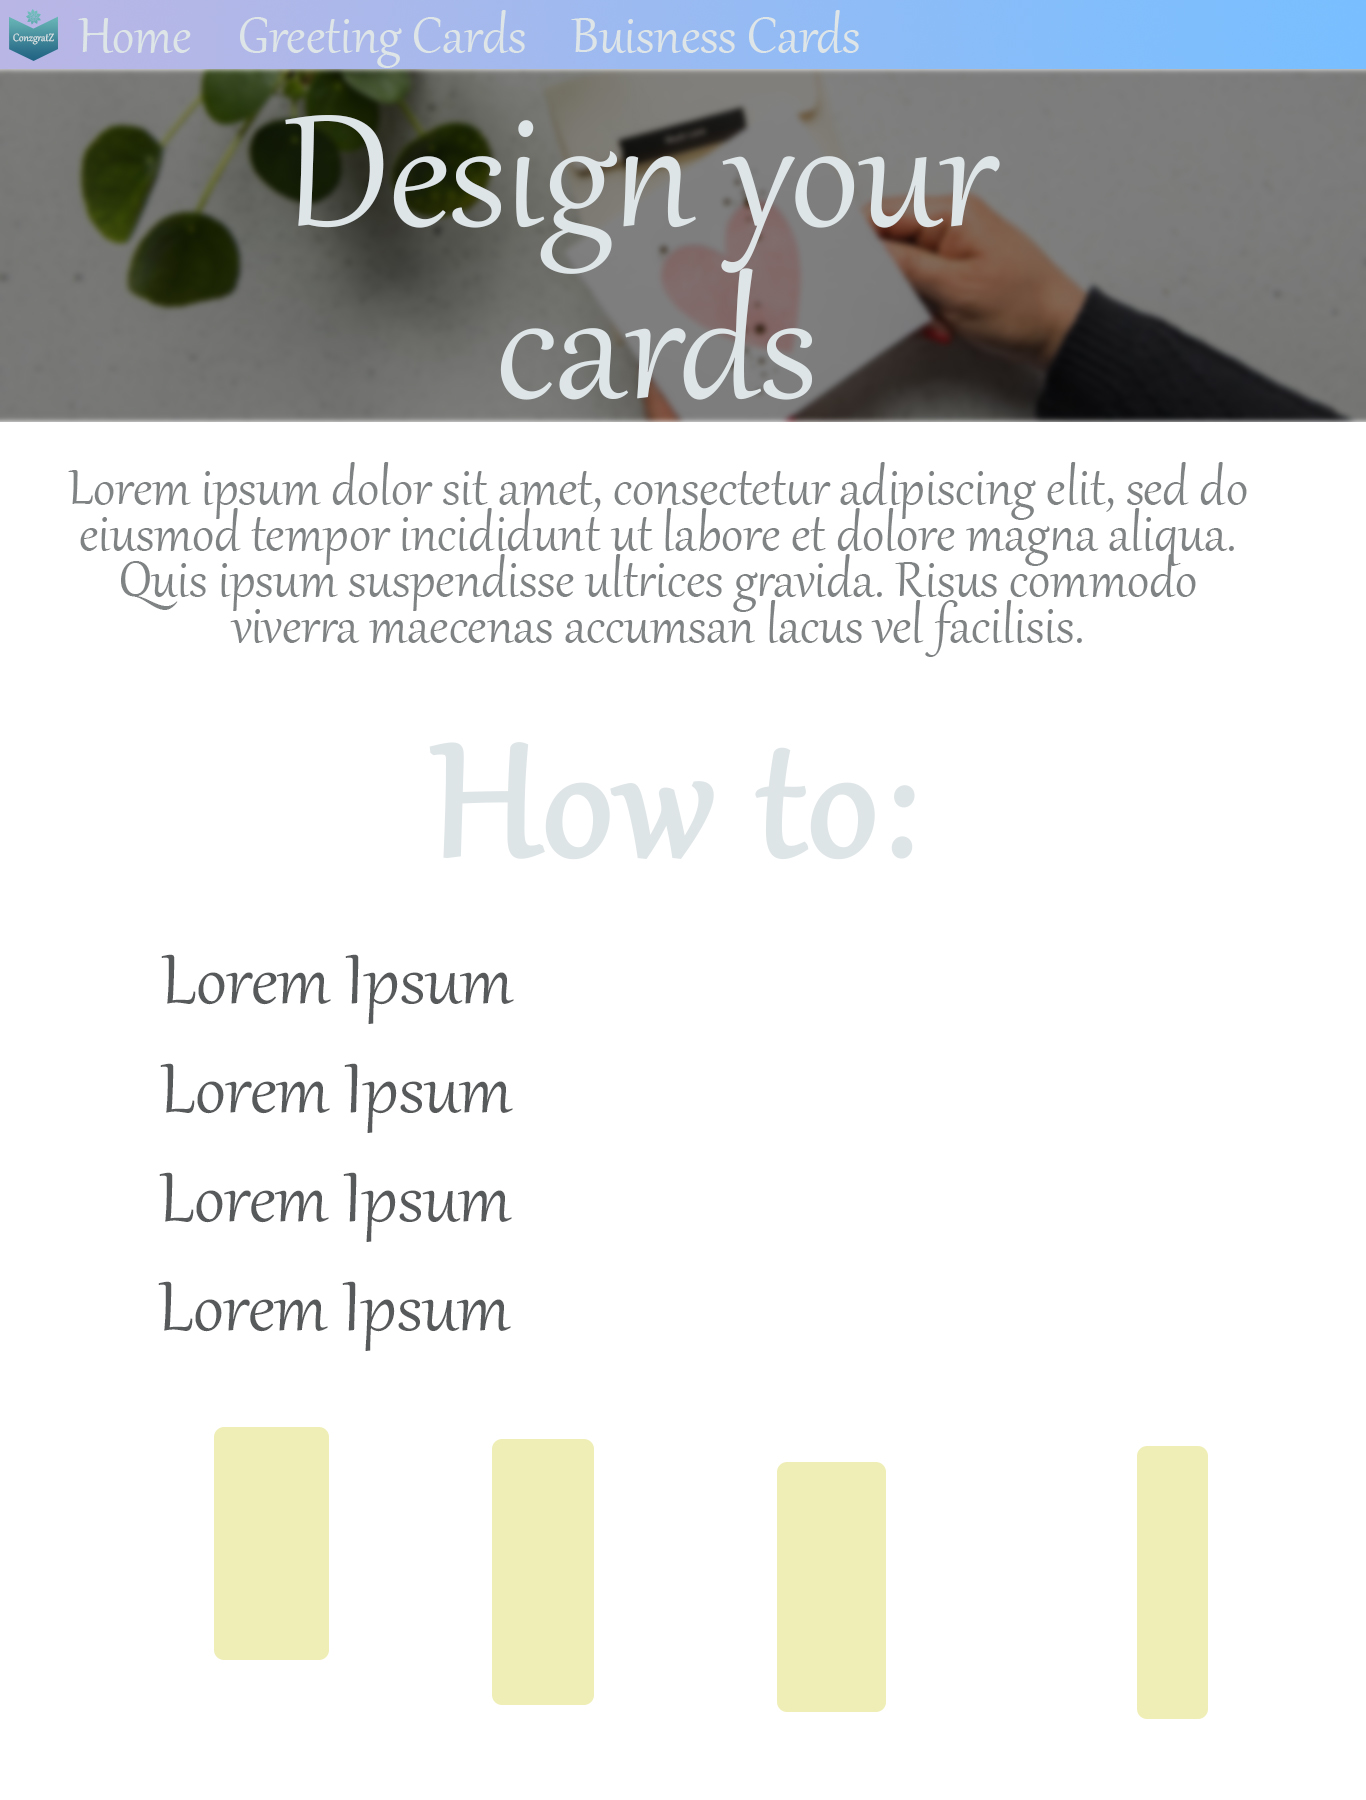 ConzgratZ
Home Greeting Cards Buisness Cards
Design your
cards
Lorem ipsum dolor sit amet, consectetur adipiscing elit, sed do
eiusmod tempor incididunt ut labore et dolore magna aliqua.
Quis ipsum suspendisse ultrices gravida. Risus commodo
viverra maecenas accumsan lacus vel facilisis.
How to:
Lorem Ipsum
Lorem Ipsum
Lorem Ipsum
Lorem Ipsum